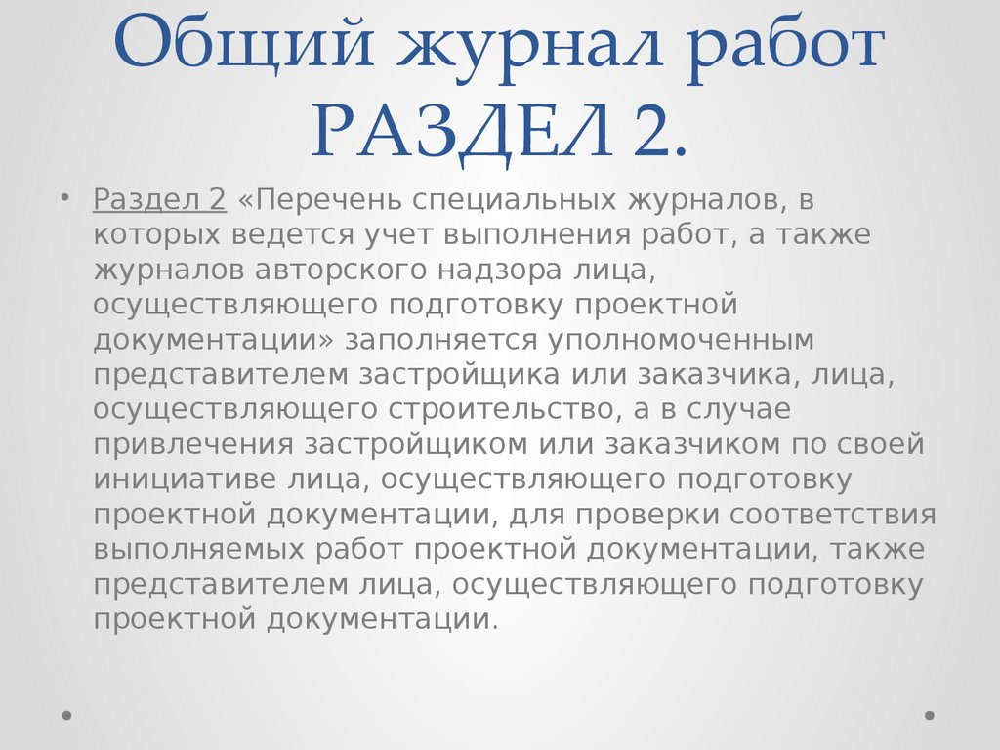 Общий журнал работ
РАЗДЕЛ 2.
• Раздел 2 «Перечень специальных журналов, в
которых ведется учет выполнения работ, а также
журналов авторского надзора лица,
осуществляющего подготовку проектной
документации» заполняется уполномоченным
представителем застройщика или заказчика, лица,
осуществляющего строительство, а в случае
привлечения застройщиком или заказчиком по своей
инициативе лица, осуществляющего подготовку
проектной документации, для проверки соответствия
выполняемых работ проектной документации, также
представителем лица, осуществляющего подготовку
проектной документации.